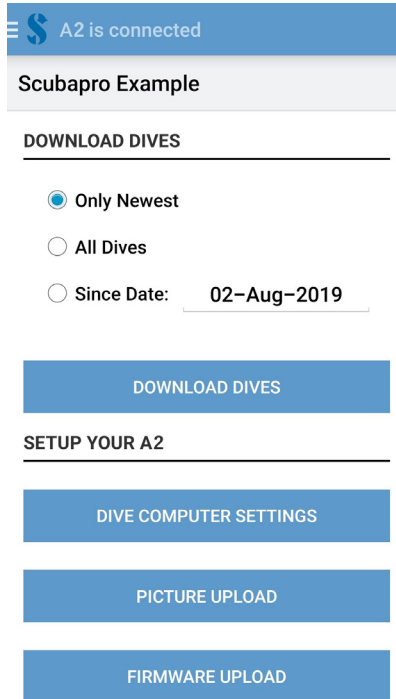 A2 is connected
Scubapro Example
DOWNLOAD DIVES
Only Newest
All Dives
Since Date: 02-Aug-2019
DOWNLOAD DIVES
SETUP YOUR A2
DIVE COMPUTER SETTINGS
PICTURE UPLOAD
FIRMWARE UPLOAD